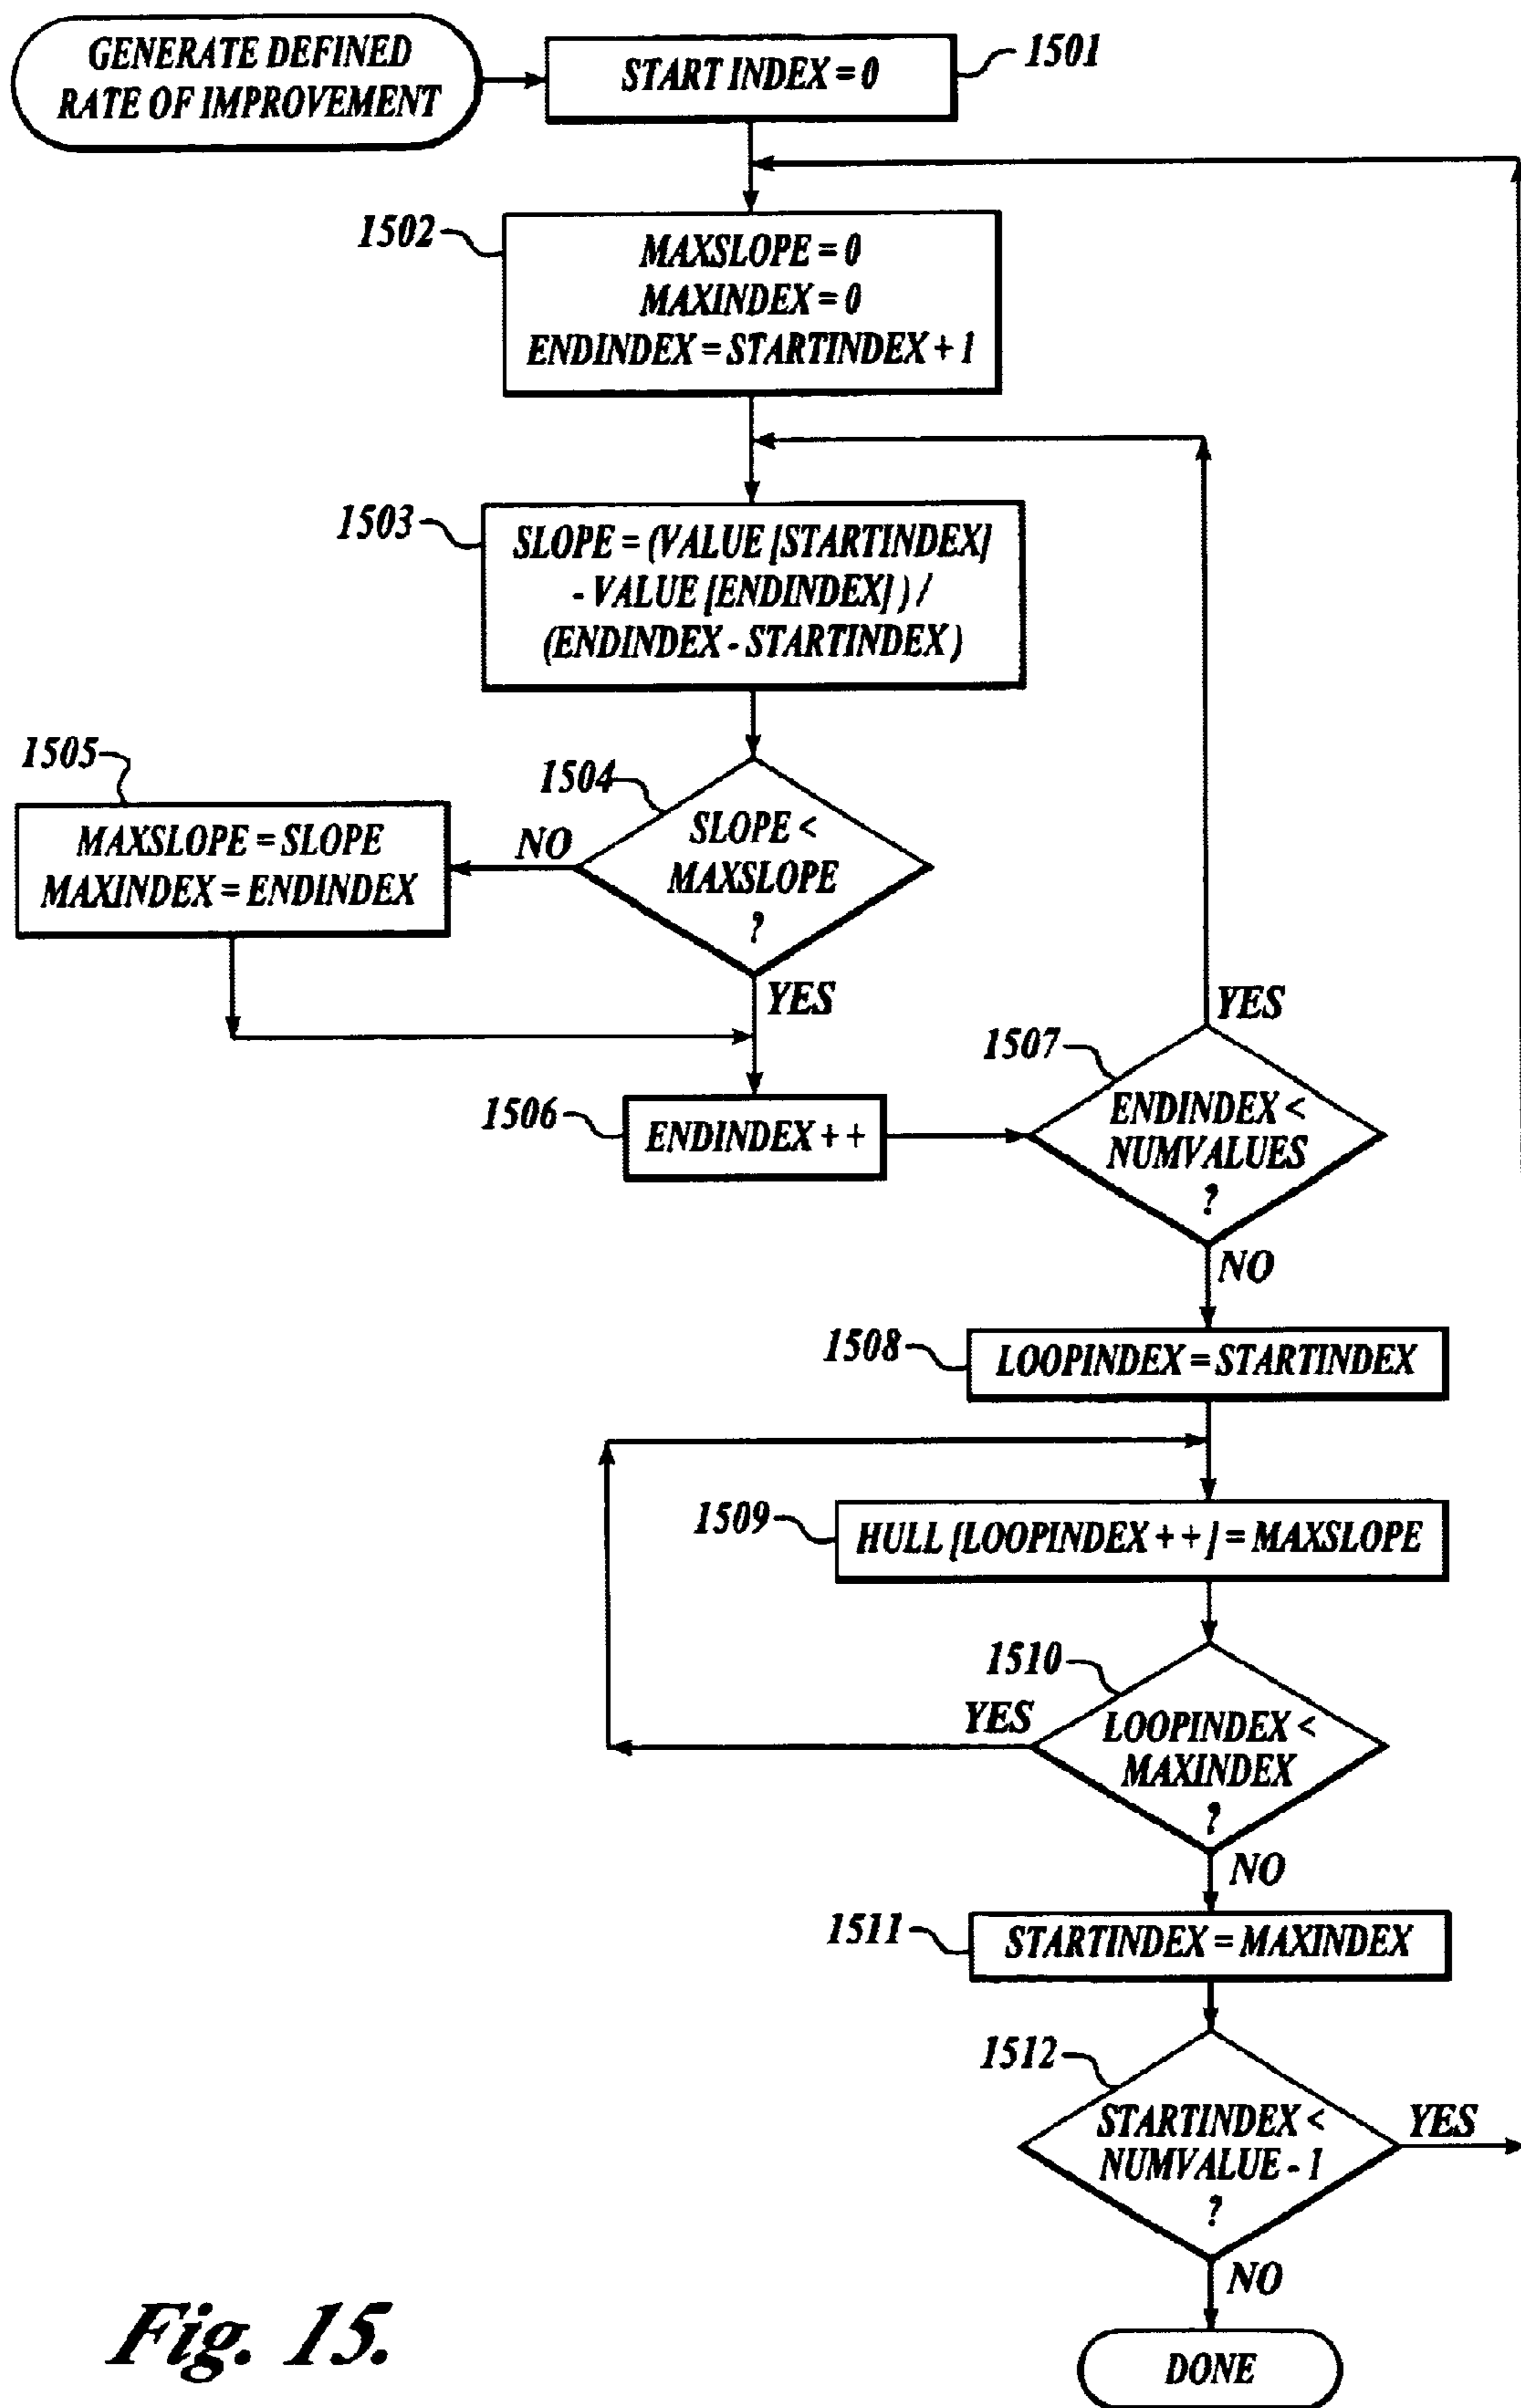 GENERATE DEFINED
RATE OF IMPROVEMENT
START INDEX = 0
1501
1502
MAXSLOPE = 0
MAXINDEX = 0
ENDINDEX = STARTINDEX + 1
1503
SLOPE = (VALUE [STARTINDEX]
- VALUE [ENDINDEX] ) /
(ENDINDEX - STARTINDEX )
1505
MAXSLOPE = SLOPE
MAXINDEX = ENDINDEX
1504
NO
SLOPE <
MAXSLOPE
?
YES
1506
ENDINDEX + +
1507
YES
ENDINDEX <
NUMVALUES
?
NO
1508
LOOPINDEX = STARTINDEX
1509
HULL [LOOPINDEX + + ] = MAXSLOPE
1510
YES
LOOPINDEX <
MAXINDEX
?
NO
1511
STARTINDEX = MAXINDEX
1512
STARTINDEX <
NUMVALUE - 1
?
YES
NO
DONE
Fig. 15.